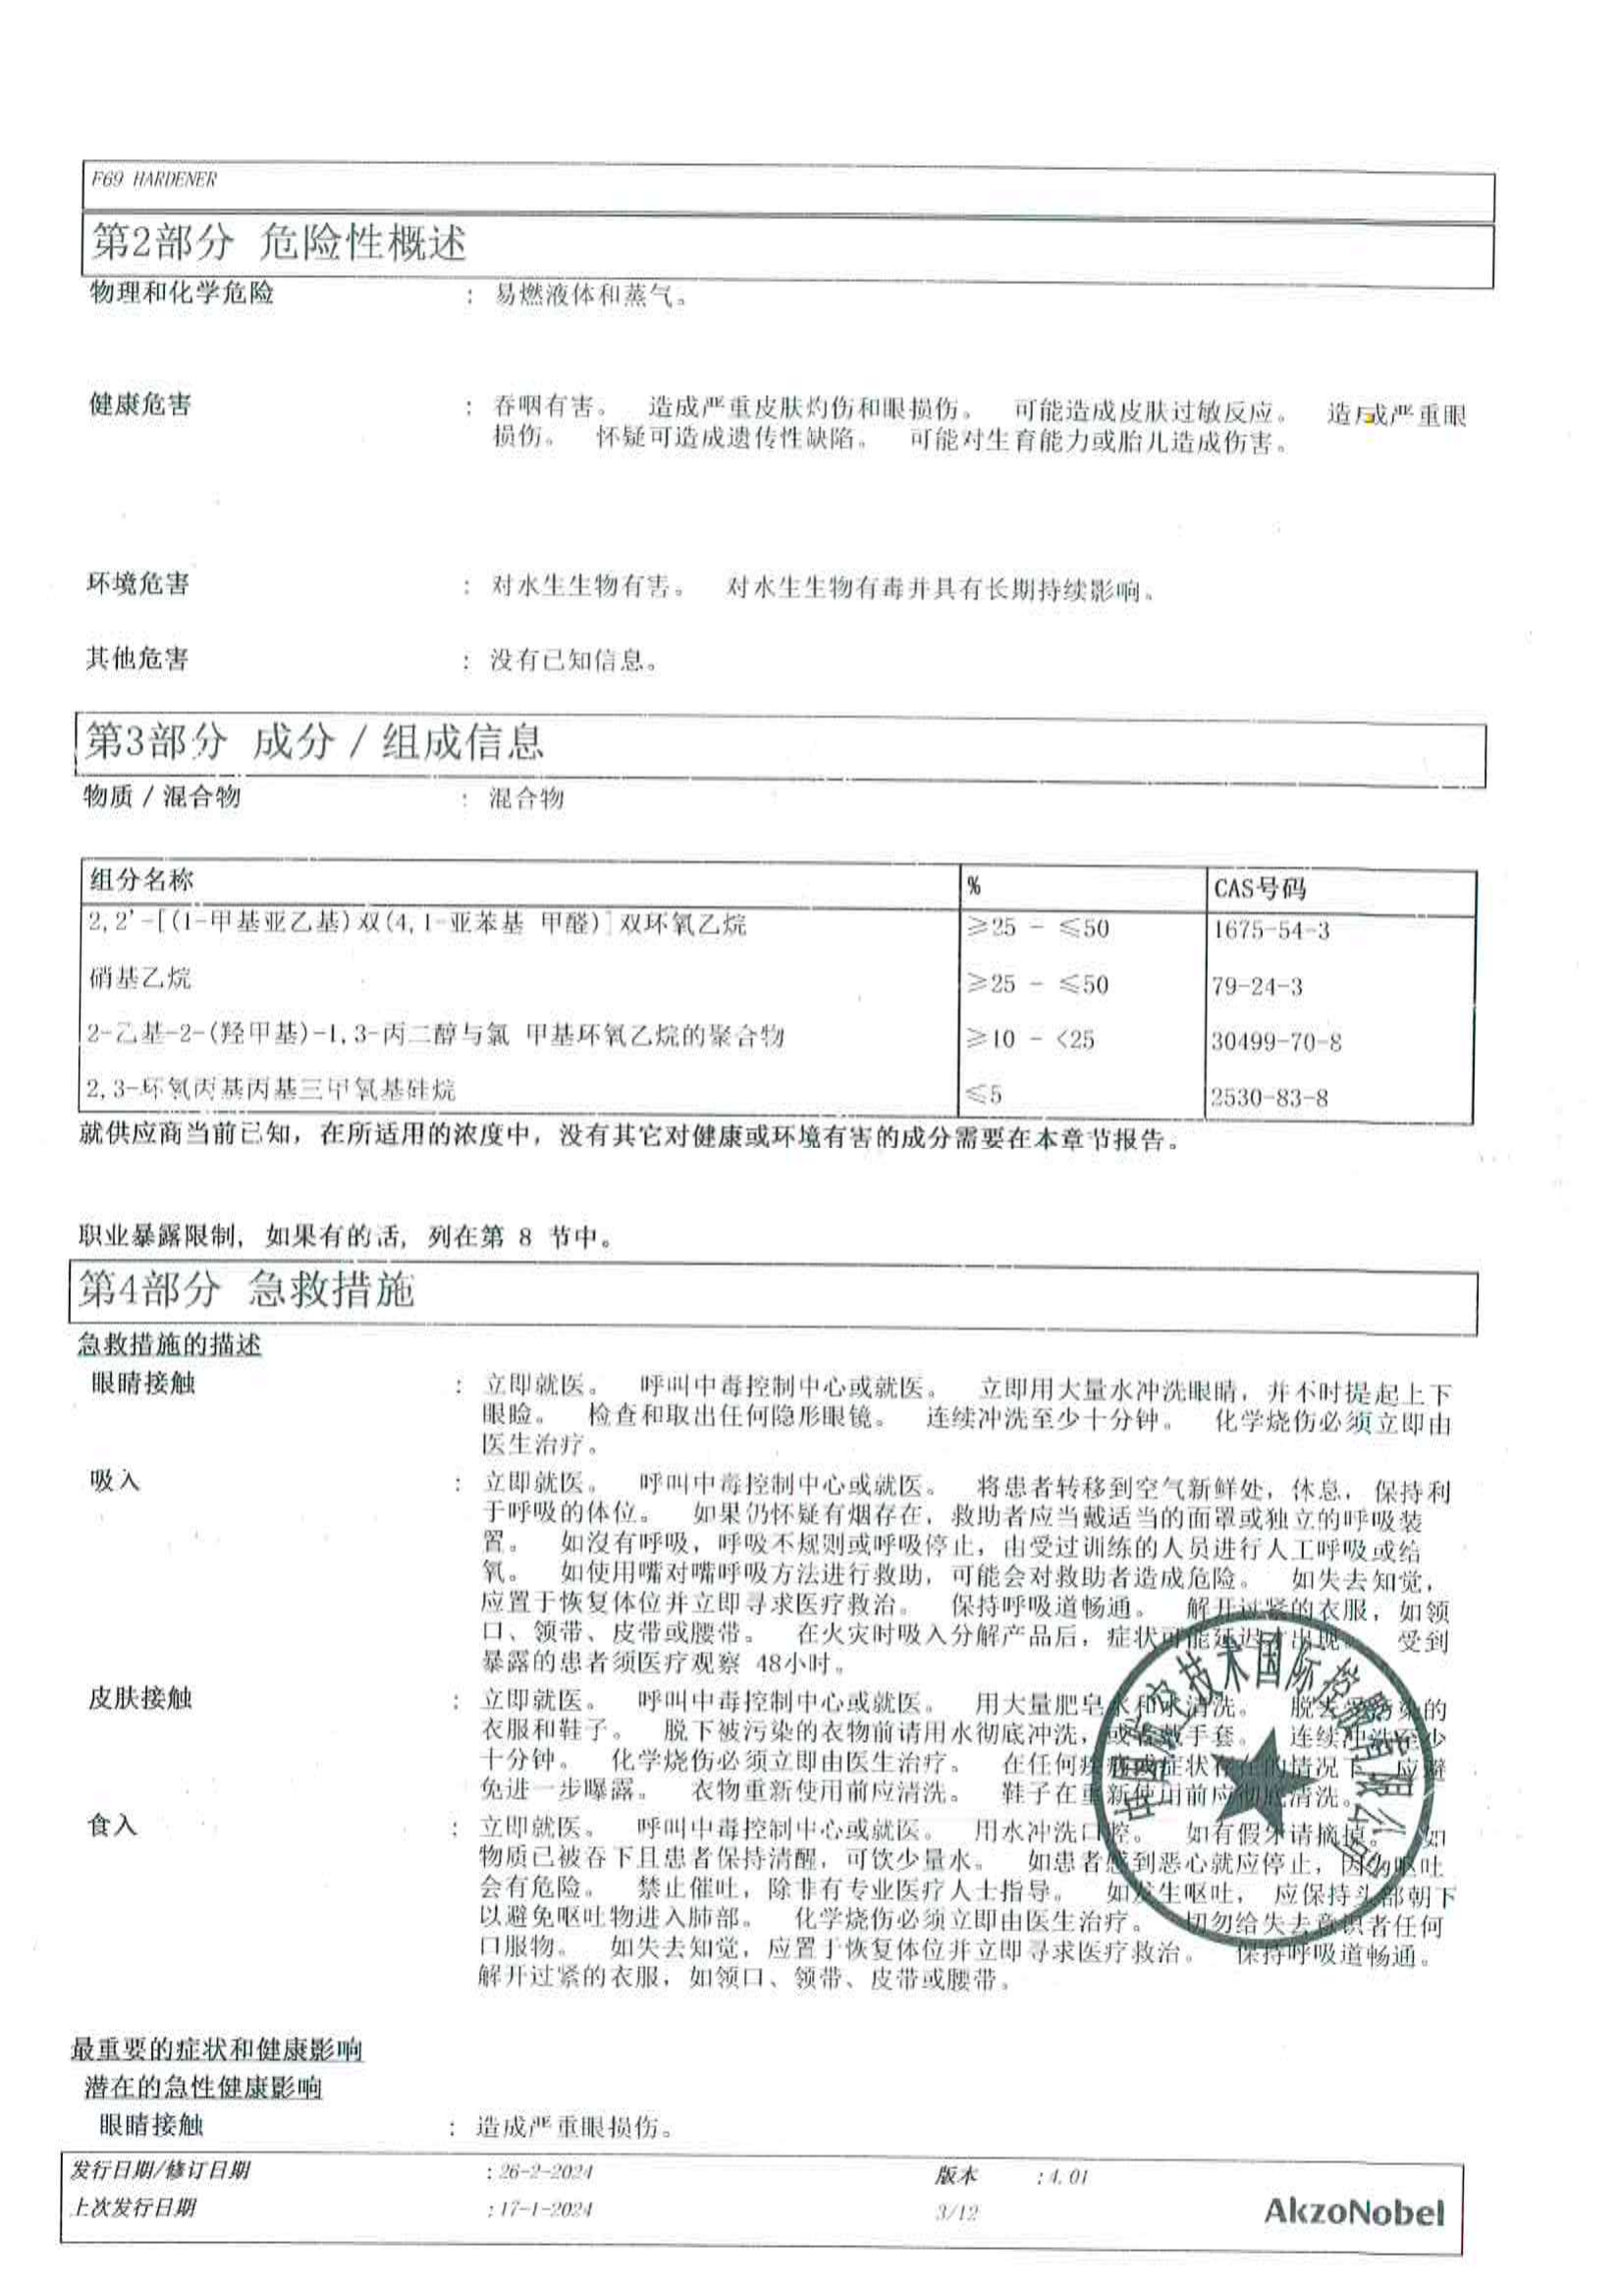 F69 HARDENER
第2部分 危险性概述
物理和化学危险 : 易燃液体和蒸气。
健康危害 : 吞咽有害。 造成严重皮肤灼伤和眼损伤。 可能造成皮肤过敏反应。 造成严重眼
损伤。 怀疑可造成遗传性缺陷。 可能对生育能力或胎儿造成伤害。
环境危害 : 对水生生物有害。 对水生生物有毒并具有长期持续影响。
其他危害 : 没有已知信息。
第3部分 成分 / 组成信息
物质 / 混合物 : 混合物
组分名称 % CAS号码
2,2'-[(1-甲基亚乙基)双(4,1-亚苯基 甲醛)]双环氧乙烷 ≥25 - ≤50 1675-54-3
硝基乙烷 ≥25 - ≤50 79-24-3
2-乙基-2-(羟甲基)-1,3-丙二醇与氯 甲基环氧乙烷的聚合物 ≥10 - <25 30499-70-8
2,3-环氧丙基丙基三甲氧基硅烷 ≤5 2530-83-8
就供应商当前已知，在所适用的浓度中，没有其它对健康或环境有害的成分需要在本章节报告。
职业暴露限制，如果有的话，列在第 8 节中。
第4部分 急救措施
急救措施的描述
眼睛接触 : 立即就医。 呼叫中毒控制中心或就医。 立即用大量水冲洗眼睛，并不时提起上下
眼睑。 检查和取出任何隐形眼镜。 连续冲洗至少十分钟。 化学烧伤必须立即由
医生治疗。
吸入 : 立即就医。 呼叫中毒控制中心或就医。 将患者转移到空气新鲜处，休息，保持利
于呼吸的体位。 如果仍怀疑有烟存在，救助者应当戴适当的面罩或独立的呼吸装
置。 如沒有呼吸，呼吸不规则或呼吸停止，由受过训练的人员进行人工呼吸或给
氧。 如使用嘴对嘴呼吸方法进行救助，可能会对救助者造成危险。 如失去知觉，
应置于恢复体位并立即寻求医疗救治。 保持呼吸道畅通。 解开过紧的衣服，如领
口、领带、皮带或腰带。 在火灾时吸入分解产品后，症状可能延迟才出现。 受到
暴露的患者须医疗观察 48小时。
皮肤接触 : 立即就医。 呼叫中毒控制中心或就医。 用大量肥皂水和水清洗。 脱去受污染的
衣服和鞋子。 脱下被污染的衣物前请用水彻底冲洗，或者戴手套。 连续冲洗至少
十分钟。 化学烧伤必须立即由医生治疗。 在任何疾病或症状存在的情况下，应避
免进一步曝露。 衣物重新使用前应清洗。 鞋子在重新使用前应彻底清洗。
食入 : 立即就医。 呼叫中毒控制中心或就医。 用水冲洗口腔。 如有假牙请摘掉。 如
物质已被吞下且患者保持清醒，可饮少量水。 如患者感到恶心就应停止，因为呕吐
会有危险。 禁止催吐，除非有专业医疗人士指导。 如发生呕吐， 应保持头部朝下
以避免呕吐物进入肺部。 化学烧伤必须立即由医生治疗。 切勿给失去意识者任何
口服物。 如失去知觉，应置于恢复体位并立即寻求医疗救治。 保持呼吸道畅通。
解开过紧的衣服，如领口、领带、皮带或腰带。
技术国际控股有限公司
最重要的症状和健康影响
潜在的急性健康影响
眼睛接触 : 造成严重眼损伤。
发行日期/修订日期 : 26-2-2024 版本 : 4.01
上次发行日期 : 17-1-2024 3/12 AkzoNobel